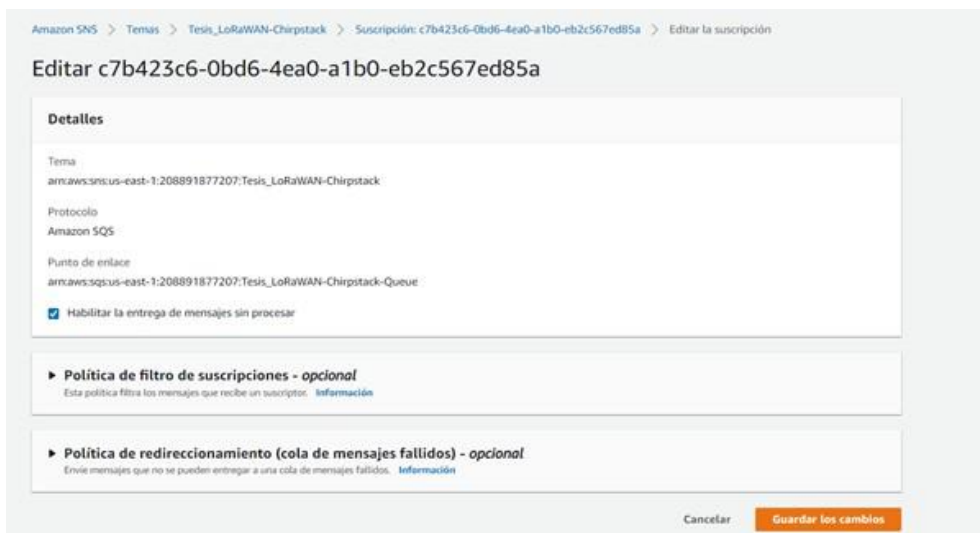 Amazon SNS > Temas > Tesis_LoRaWAN-Chirpstack > Suscripción: c7b423c6-0bd6-4ea0-a1b0-eb2c567ed85a > Editar la suscripción
Editar c7b423c6-0bd6-4ea0-a1b0-eb2c567ed85a
Detalles
Tema
arn:aws:sns:us-east-1:208891877207:Tesis_LoRaWAN-Chirpstack
Protocolo
Amazon SQS
Punto de enlace
arn:aws:sqs:us-east-1:208891877207:Tesis_LoRaWAN-Chirpstack-Queue
Habilitar la entrega de mensajes sin procesar
Política de filtro de suscripciones - opcional
Esta política filtra los mensajes que recibe un suscriptor. Información
Política de redireccionamiento (cola de mensajes fallidos) - opcional
Envíe mensajes que no se pueden entregar a una cola de mensajes fallidos. Información
Cancelar Guardar los cambios